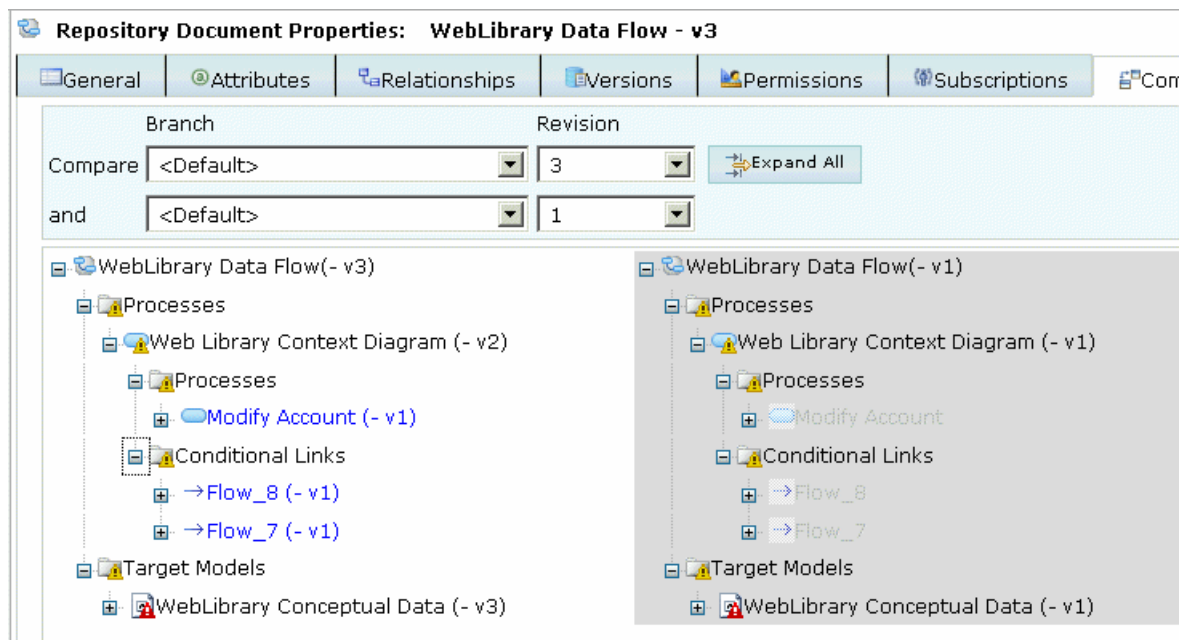 Repository Document Properties: WebLibrary Data Flow - v3
General Attributes Relationships Versions Permissions Subscriptions Com
Branch Revision
Compare <Default> 3 Expand All
and <Default> 1
WebLibrary Data Flow(- v3) WebLibrary Data Flow(- v1)
Processes Processes
Web Library Context Diagram (- v2) Web Library Context Diagram (- v1)
Processes Processes
Modify Account (- v1) Modify Account
Conditional Links Conditional Links
Flow_8 (- v1) Flow_8
Flow_7 (- v1) Flow_7
Target Models Target Models
WebLibrary Conceptual Data (- v3) WebLibrary Conceptual Data (- v1)